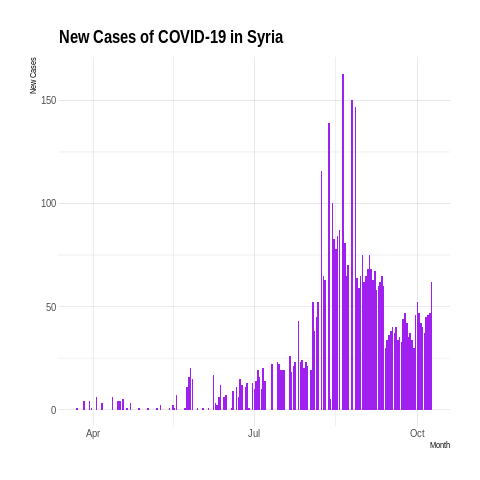 New Cases of COVID-19 in Syria
New Cases
150
100
50
0
Apr
Jul
Oct
Month